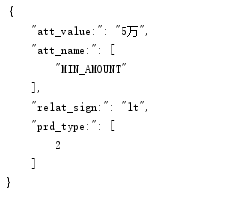 {
"att_value:": "5万",
"att_name: [
"MIN_AMOUNT"
],
"relat_sign": "lt",
"prd_type: [
2
]
}